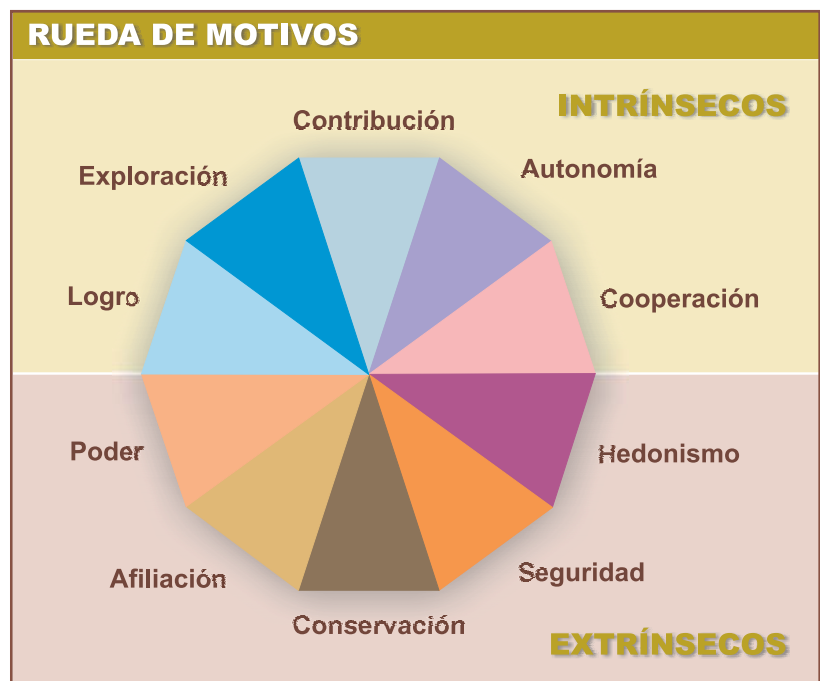 RUEDA DE MOTIVOS
INTRÍNSECOS
Contribución
Autonomía
Exploración
Logro
Cooperación
Poder
Hedonismo
Afiliación
Seguridad
Conservación
EXTRÍNSECOS